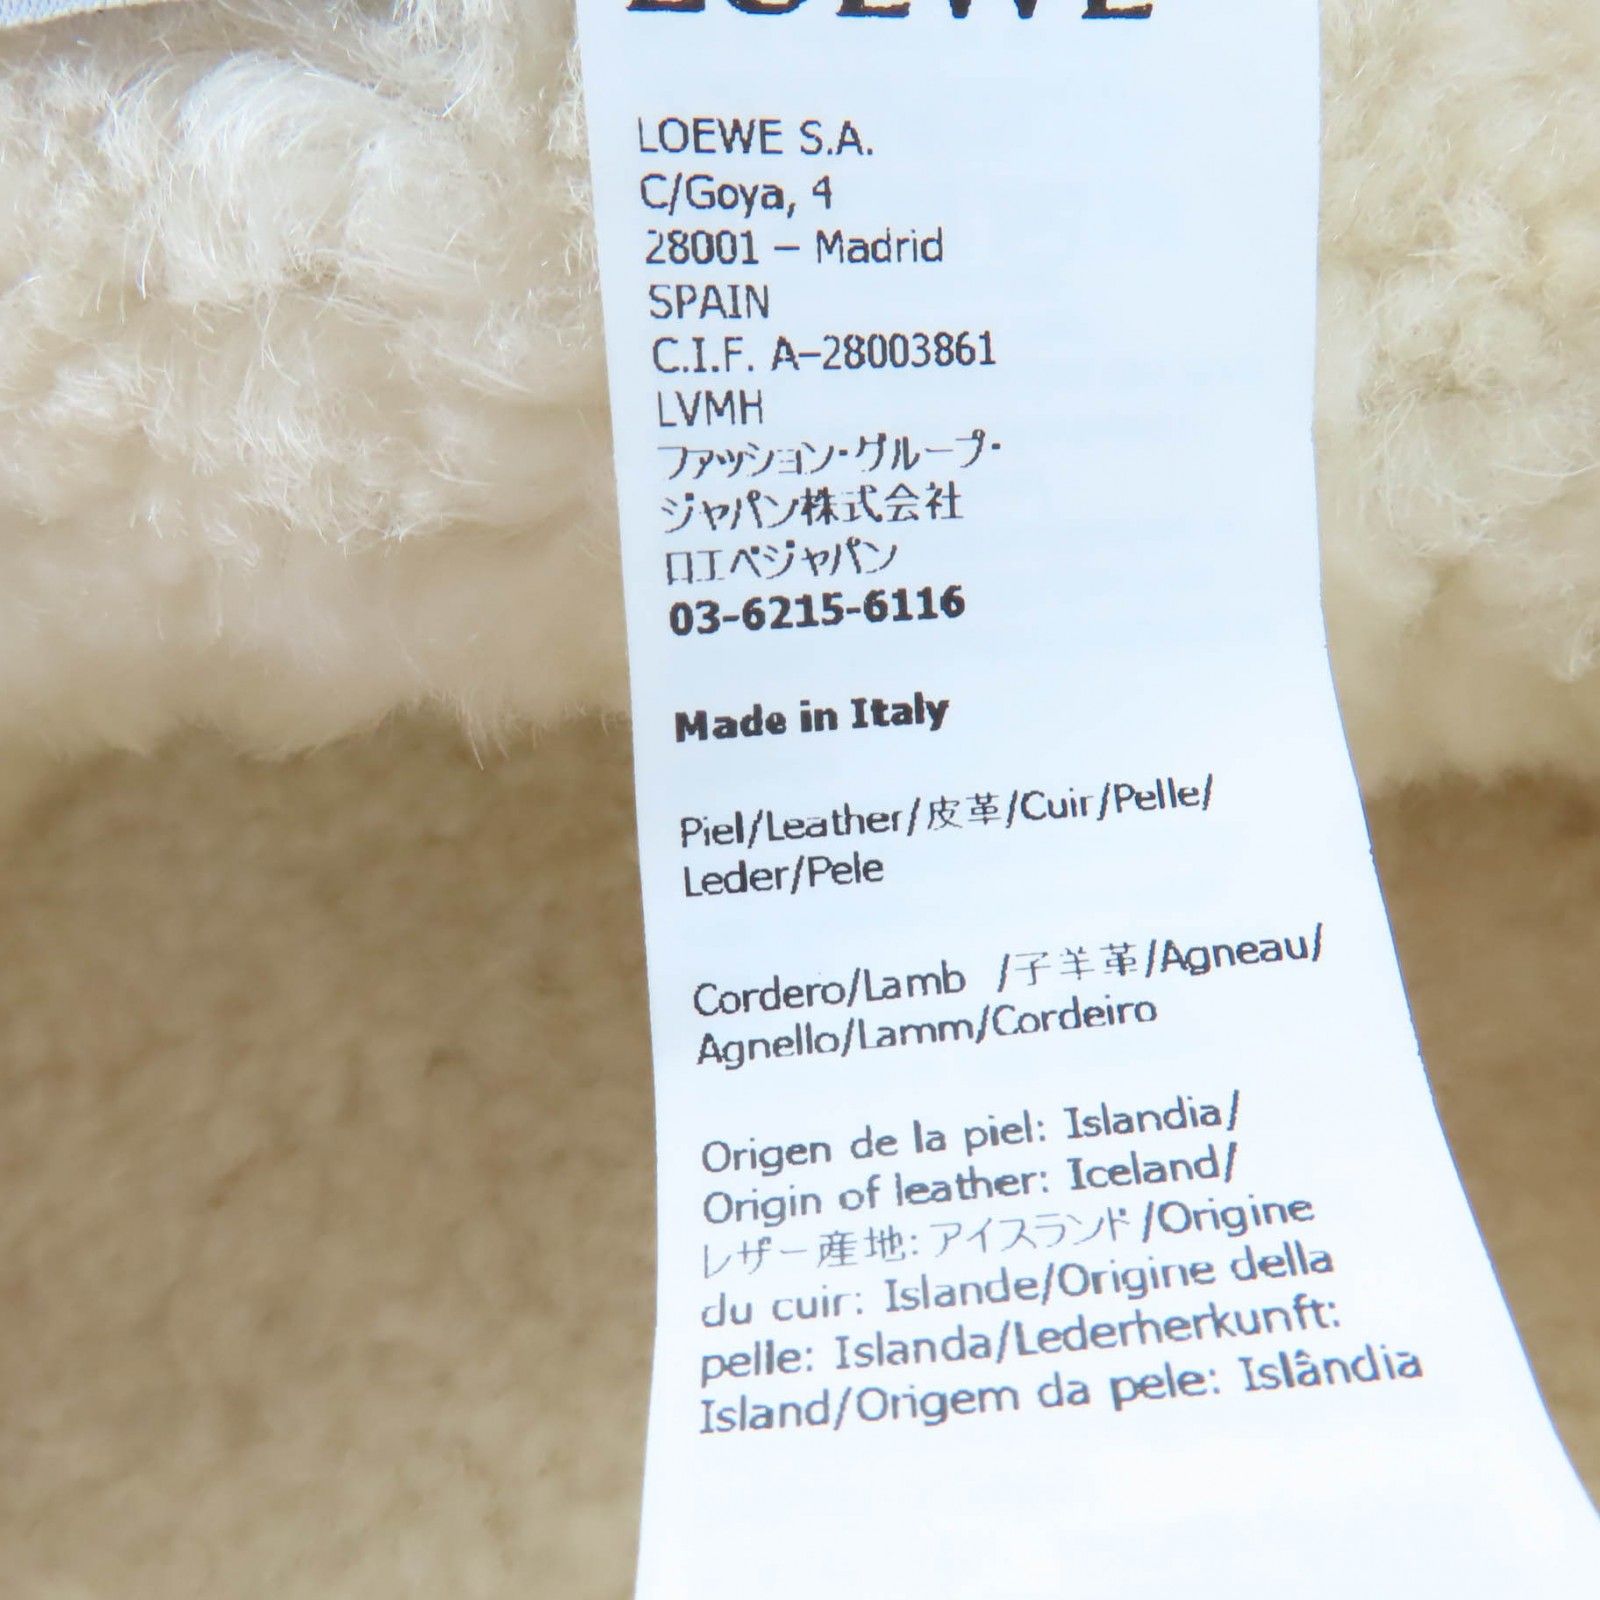 LOEWE
LOEWE S.A.
C/Goya, 4
28001 – Madrid
SPAIN
C.I.F. A–28003861
LVMH
ファッション・グループ・
ジャパン株式会社
ロエベジャパン
03-6215-6116
Made in Italy
Piel/Leather/皮革/Cuir/Pelle/
Leder/Pele
Cordero/Lamb /子羊革/Agneau/
Agnello/Lamm/Cordeiro
Origen de la piel: Islandia/
Origin of leather: Iceland/
レザー産地: アイスランド/Origine
du cuir: Islande/Origine della
pelle: Islanda/Lederherkunft:
Island/Origem da pele: Islândia